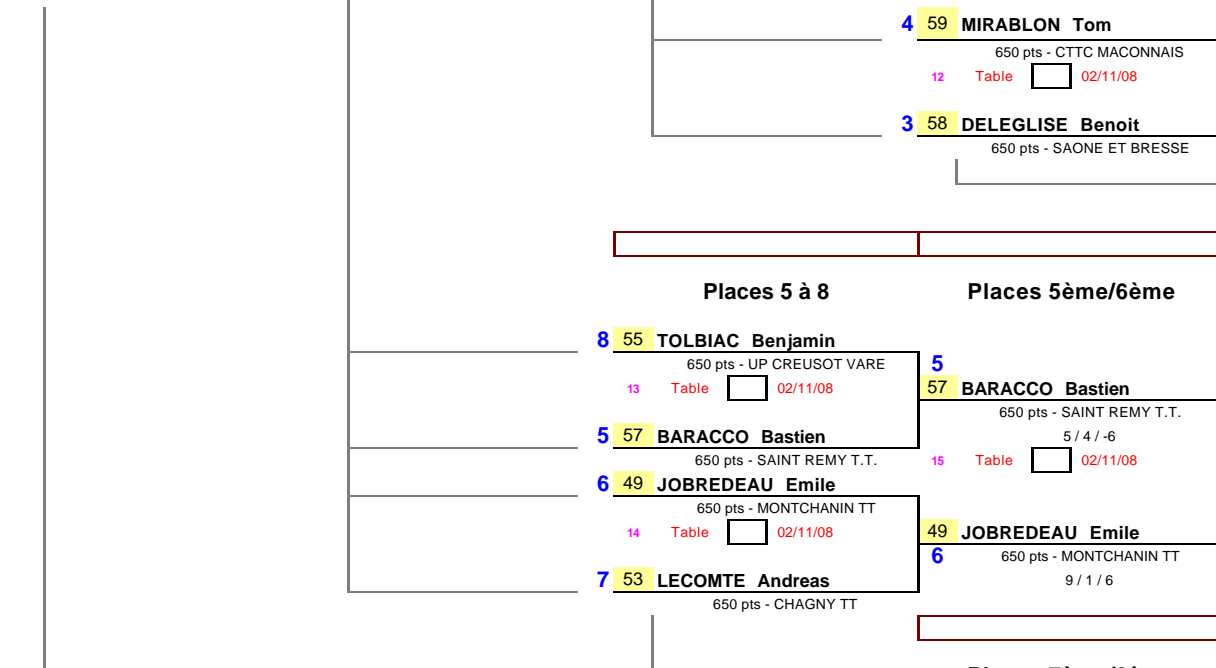 4 59 MIRABLON Tom
650 pts - CTTC MACONNAIS
12 Table 02/11/08
3 58 DELEGLISE Benoit
650 pts - SAONE ET BRESSE
Places 5 à 8
Places 5ème/6ème
8 55 TOLBIAC Benjamin
650 pts - UP CREUSOT VARE
13 Table 02/11/08
5 57 BARACCO Bastien
650 pts - SAINT REMY T.T.
6 49 JOBREDEAU Emile
650 pts - MONTCHANIN TT
14 Table 02/11/08
7 53 LECOMTE Andreas
650 pts - CHAGNY TT
5
57 BARACCO Bastien
650 pts - SAINT REMY T.T.
5 / 4 / -6
15 Table 02/11/08
49 JOBREDEAU Emile
6 650 pts - MONTCHANIN TT
9 / 1 / 6